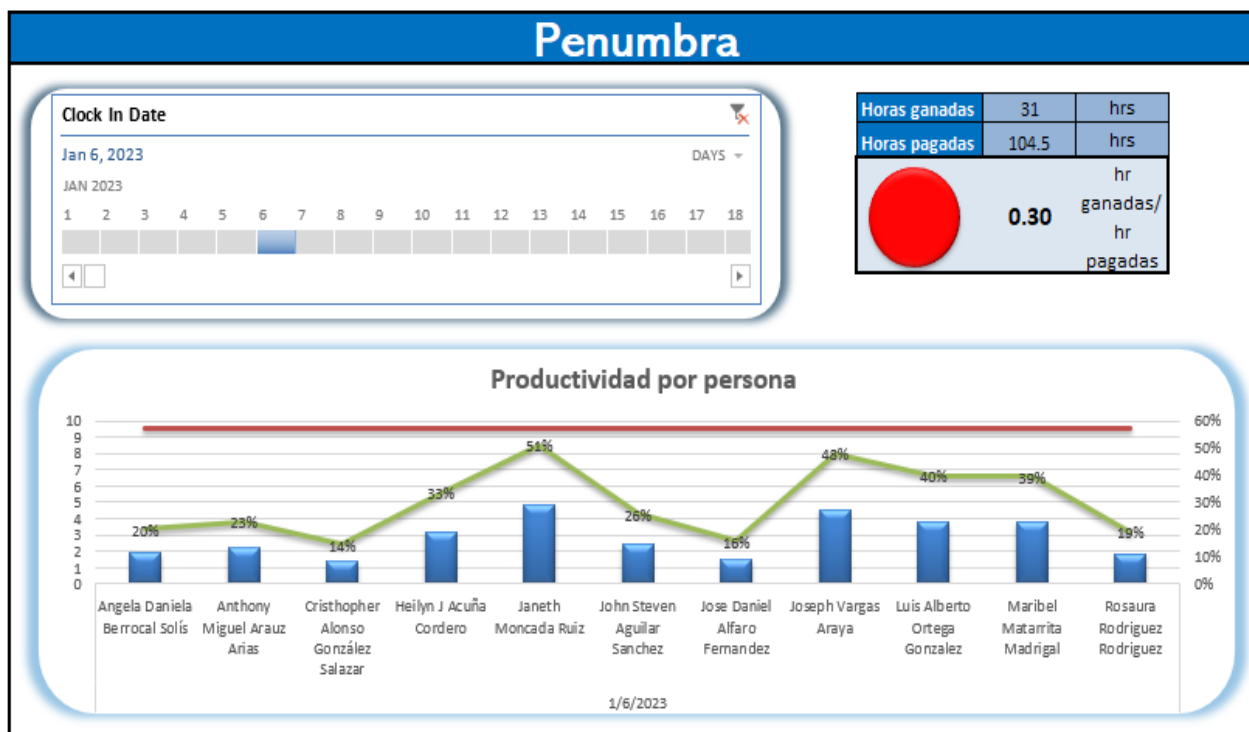 Penumbra
Clock In Date
Jan 6, 2023
DAYS
JAN 2023
1 2 3 4 5 6 7 8 9 10 11 12 13 14 15 16 17 18
Horas ganadas 31 hrs
Horas pagadas 104.5 hrs
0.30
hr
ganadas/
hr
pagadas
Productividad por persona
10
9
8
7
6
5
4
3
2
1
0
20% 23% 14% 33% 51% 26% 16% 48% 40% 39% 19%
60%
50%
40%
30%
20%
10%
0%
Angela Daniela
Berrocal Solís
Anthony
Miguel Arauz
Arias
Cristhopher
Alonso
González
Salazar
Heilyn J Acuña
Cordero
Janeth
Moncada Ruiz
John Steven
Aguilar
Sanchez
Jose Daniel
Alfaro
Fernandez
Joseph Vargas
Araya
Luis Alberto
Ortega
Gonzalez
Maribel
Matarrita
Madrigal
Rosaura
Rodriguez
Rodriguez
1/6/2023